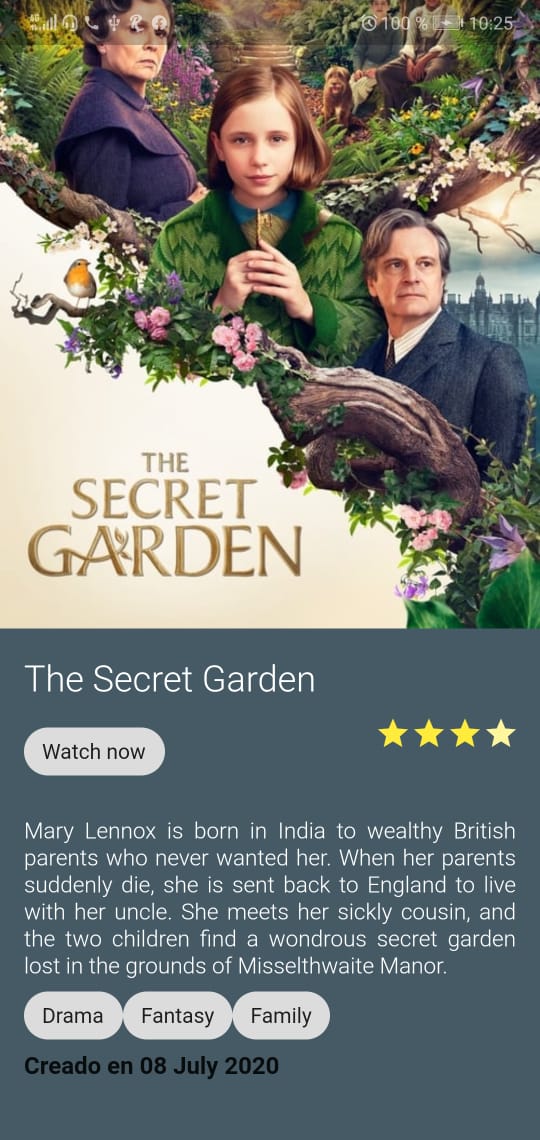 100 % 10:25
THE
SECRET
GARDEN
The Secret Garden
Watch now
Mary Lennox is born in India to wealthy British
parents who never wanted her. When her parents
suddenly die, she is sent back to England to live
with her uncle. She meets her sickly cousin, and
the two children find a wondrous secret garden
lost in the grounds of Misselthwaite Manor.
Drama Fantasy Family
Creado en 08 July 2020